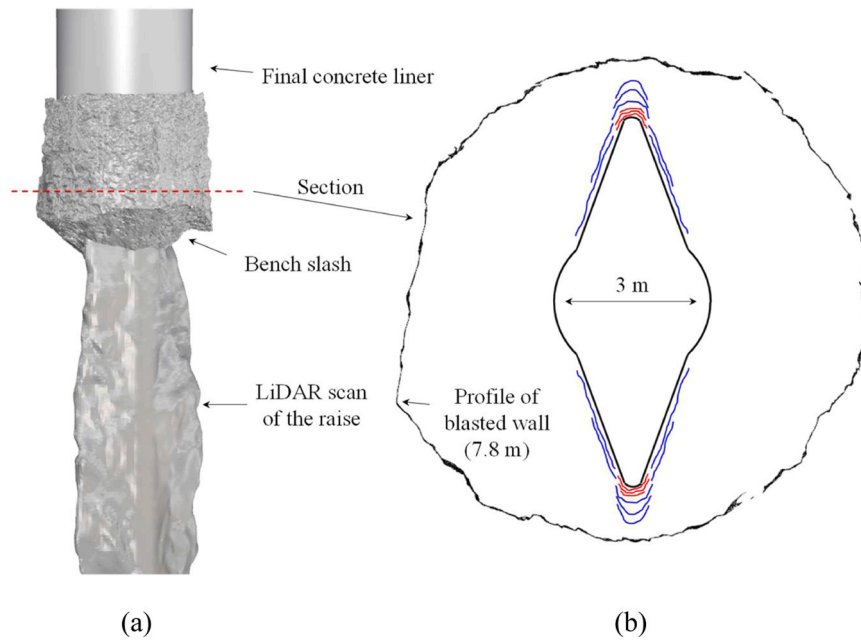 Final concrete liner
Section
Bench slash
3 m
LiDAR scan
of the raise
Profile of
blasted wall
(7.8 m)
(a)
(b)